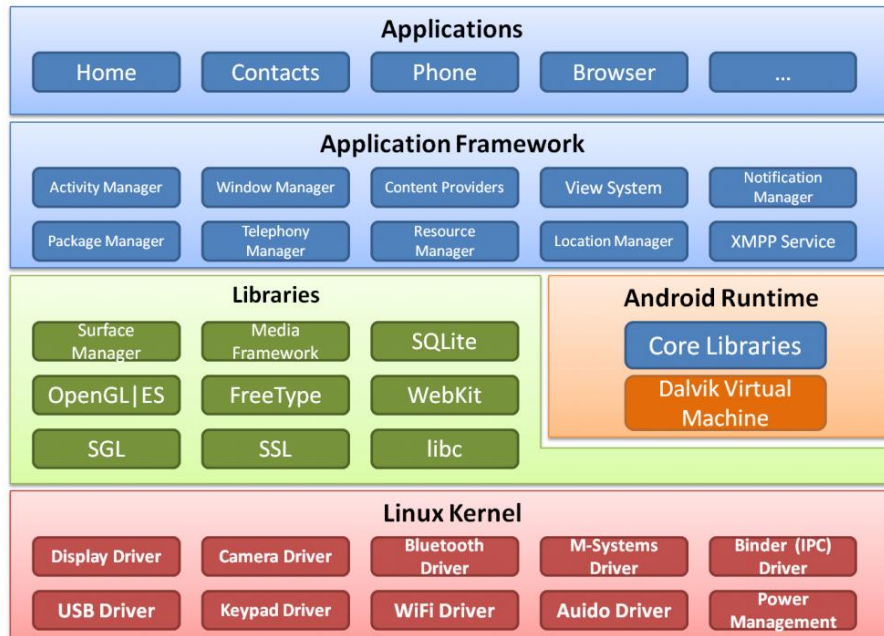 Applications
Home
Contacts
Phone
Browser
...
Application Framework
Activity Manager
Window Manager
Content Providers
View System
Notification
Manager
Package Manager
Telephony
Manager
Resource
Manager
Location Manager
XMPP Service
Libraries
Surface
Manager
Media
Framework
SQLite
OpenGL|ES
FreeType
WebKit
SGL
SSL
libc
Android Runtime
Core Libraries
Dalvik Virtual
Machine
Linux Kernel
Display Driver
Camera Driver
Bluetooth
Driver
M-Systems
Driver
Binder (IPC)
Driver
USB Driver
Keypad Driver
WiFi Driver
Auido Driver
Power
Management